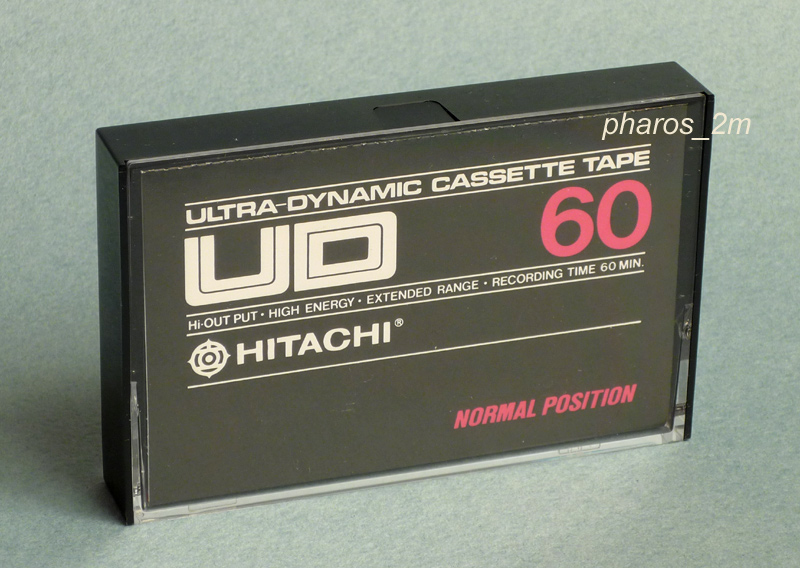 pharos_2m
ULTRA-DYNAMIC CASSETTE TAPE
UD 60
Hi-OUT PUT · HIGH ENERGY · EXTENDED RANGE · RECORDING TIME 60 MIN.
HITACHI®
NORMAL POSITION